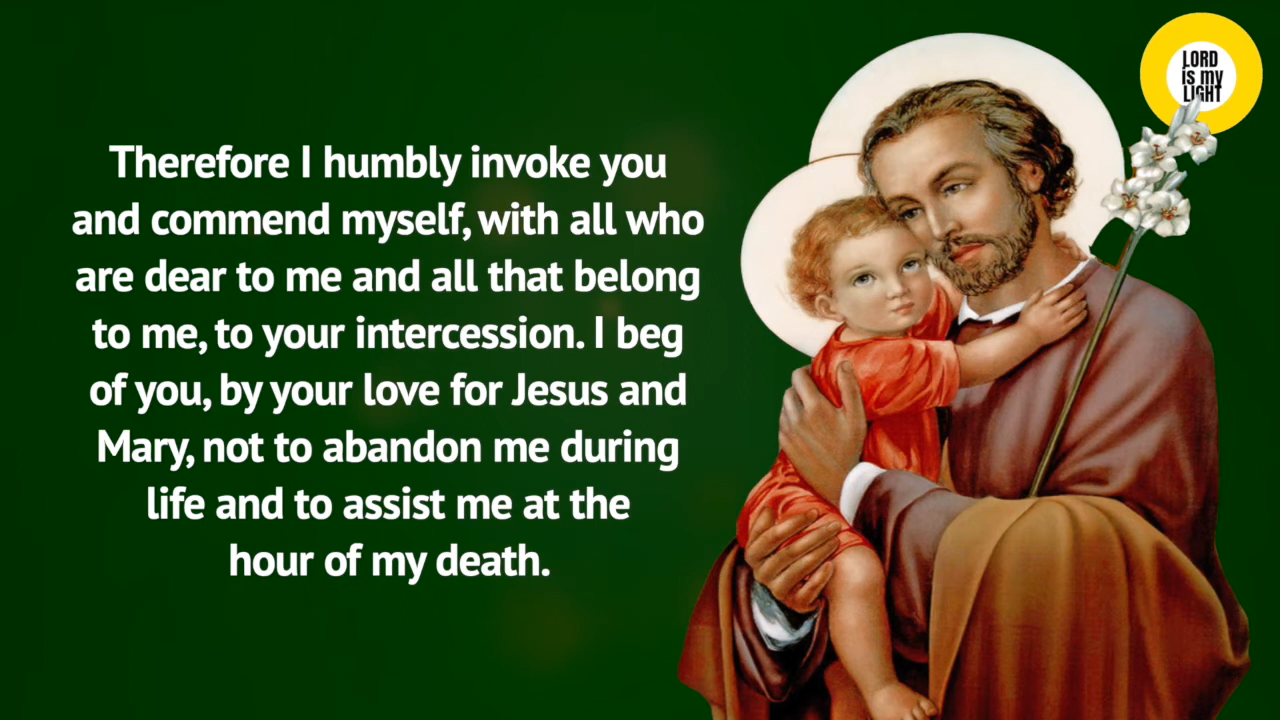 Therefore I humbly invoke you
and commend myself, with all who
are dear to me and all that belong
to me, to your intercession. I beg
of you, by your love for Jesus and
Mary, not to abandon me during
life and to assist me at the
hour of my death.
LORD
is my
LIGHT